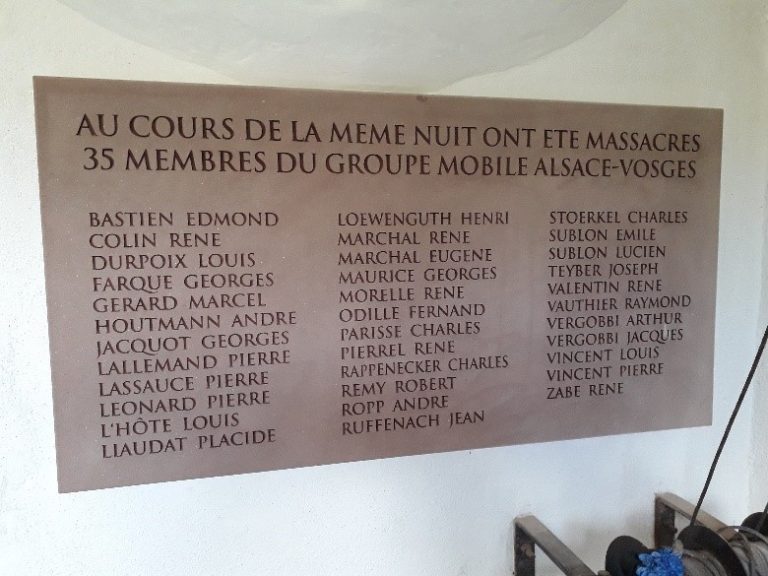 AU COURS DE LA MEME NUIT ONT ETE MASSACRES
35 MEMBRES DU GROUPE MOBILE ALSACE-VOSGES
BASTIEN EDMOND
COLIN RENE
DURPOIX LOUIS
FARQUE GEORGES
GERARD MARCEL
HOUTMANN ANDRE
JACQUOT GEORGES
LALLEMAND PIERRE
LASSAUCE PIERRE
LEONARD PIERRE
L'HÔTE LOUIS
LIAUDAT PLACIDE
LOEWENGUTH HENRI
MARCHAL RENE
MARCHAL EUGENE
MAURICE GEORGES
MORELLE RENE
ODILLE FERNAND
PARISSE CHARLES
PIERREL RENE
RAPPENECKER CHARLES
REMY ROBERT
ROPP ANDRE
RUFFENACH JEAN
STOERKEL CHARLES
SUBLON EMILE
SUBLON LUCIEN
TEYBER JOSEPH
VALENTIN RENE
VAUTHIER RAYMOND
VERGOBBI ARTHUR
VERGOBBI JACQUES
VINCENT LOUIS
VINCENT PIERRE
ZABE RENE